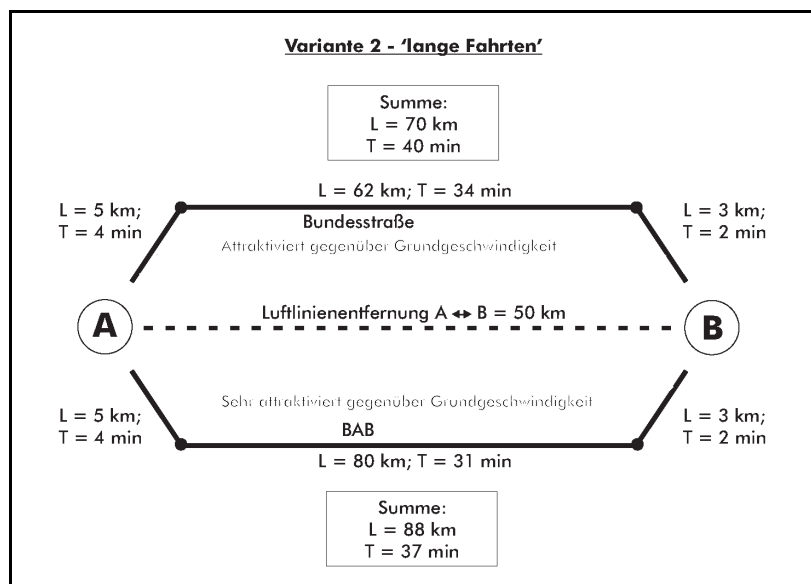 Variante 2 - 'lange Fahrten'
Summe:
L = 70 km
T = 40 min
L = 62 km; T = 34 min
L = 5 km;
T = 4 min
Bundesstraße
Attraktiviert gegenüber Grundgeschwindigkeit
L = 3 km;
T = 2 min
A
Luftlinienentfernung A ↔ B = 50 km
B
L = 5 km;
T = 4 min
Sehr attraktiviert gegenüber Grundgeschwindigkeit
BAB
L = 80 km; T = 31 min
L = 3 km;
T = 2 min
Summe:
L = 88 km
T = 37 min